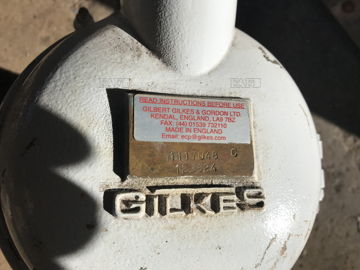 READ INSTRUCTIONS BEFORE USE
GILBERT GILKES & GORDON LTD.
KENDAL, ENGLAND, LA9 7BZ
FAX: (44) 01539 732110
MADE IN ENGLAND
Email: ecp@gilkes.com
GILKES